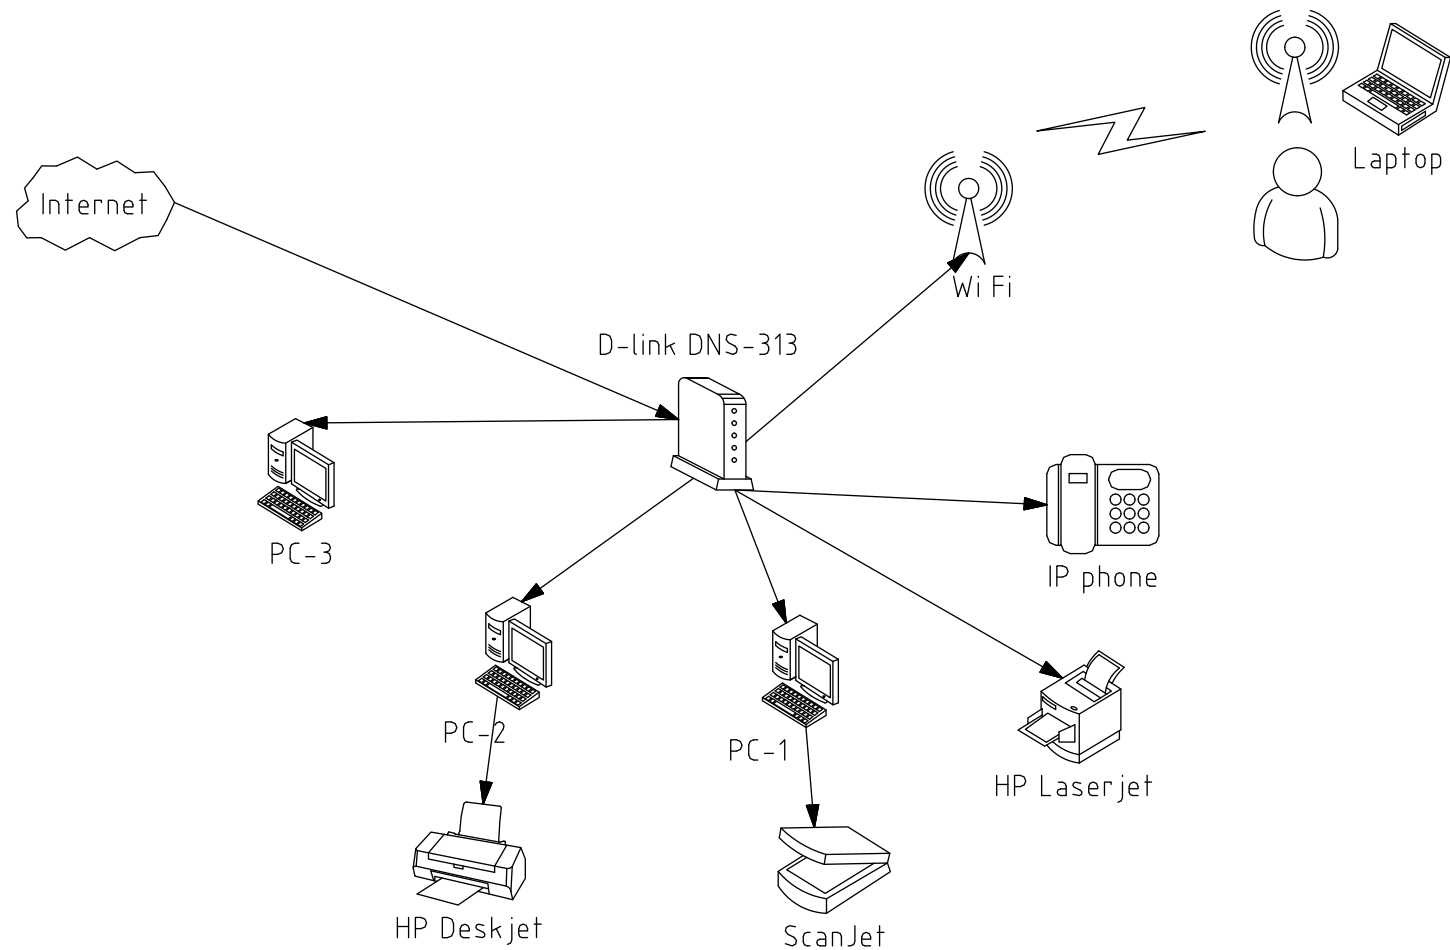 Laptop
Internet
Wi Fi
D-link DNS-313
PC-3
IP phone
PC-2
PC-1
HP Laserjet
HP Deskjet
ScanJet